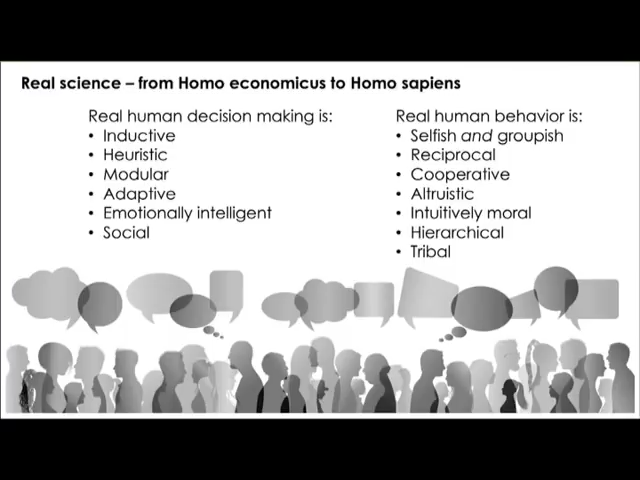 Real science – from Homo economicus to Homo sapiens
Real human decision making is:
• Inductive
• Heuristic
• Modular
• Adaptive
• Emotionally intelligent
• Social
Real human behavior is:
• Selfish and groupish
• Reciprocal
• Cooperative
• Altruistic
• Intuitively moral
• Hierarchical
• Tribal